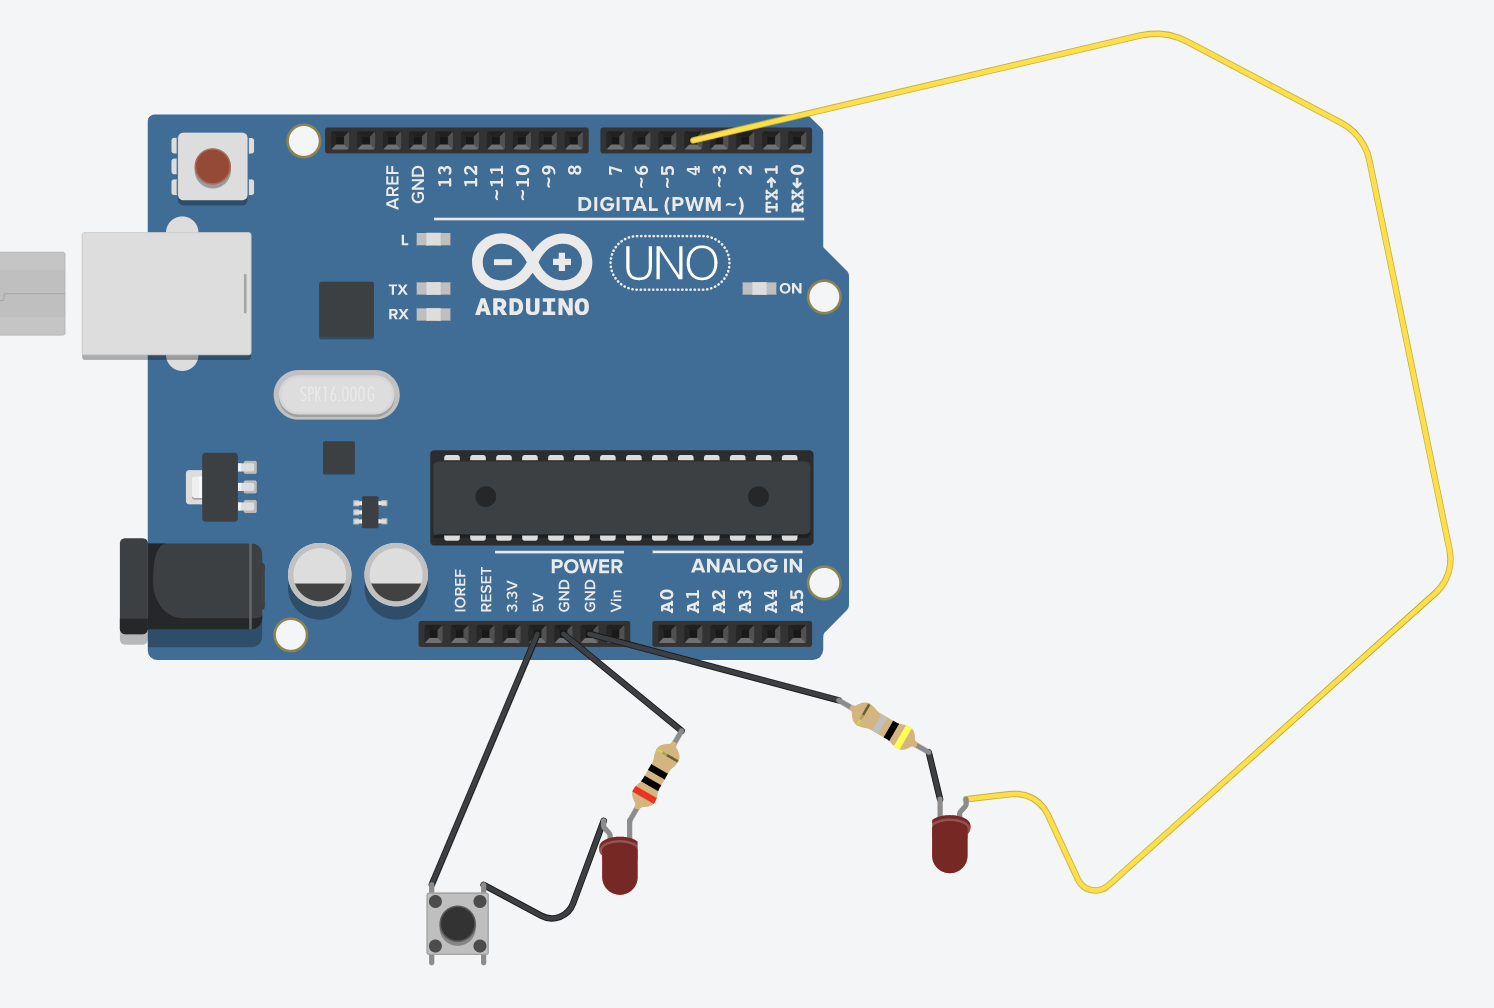 AREF
GND
13
12
~11
~10
~9
8
7
~6
~5
4
~3
2
TX→1
RX←0
DIGITAL (PWM~)
L
TX
RX
ARDUINO
UNO
ON
SPK16.000G
POWER
ANALOG IN
IOREF
RESET
3.3V
5V
GND
GND
Vin
A0
A1
A2
A3
A4
A5